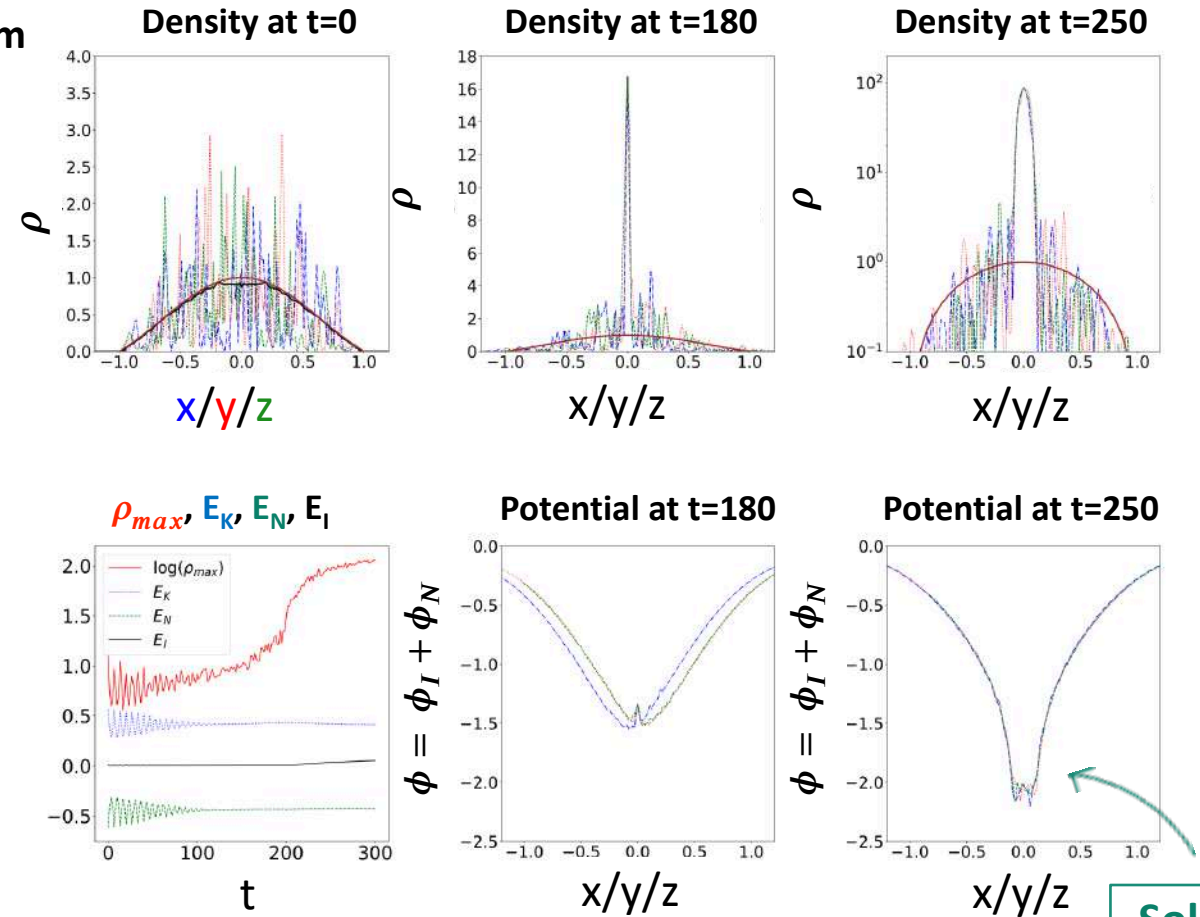 m
Density at t=0
Density at t=180
Density at t=250
4.0
3.5
3.0
2.5
2.0
1.5
1.0
0.5
0.0
ρ
−1.0 −0.5 0.0 0.5 1.0
x/y/z
18
16
14
12
10
8
6
4
2
0
ρ
−1.0 −0.5 0.0 0.5 1.0
x/y/z
10²
10¹
10⁰
10⁻¹
ρ
−1.0 −0.5 0.0 0.5 1.0
x/y/z
ρmax, EK, EN, EI
Potential at t=180
Potential at t=250
2.0
1.5
1.0
0.5
0.0
−0.5
log(ρmax)
EK
EN
EI
0 100 200 300
t
0.0
−0.5
−1.0
−1.5
−2.0
−2.5
ϕ = ϕI + ϕN
−1.0 −0.5 0.0 0.5 1.0
x/y/z
0.0
−0.5
−1.0
−1.5
−2.0
−2.5
ϕ = ϕI + ϕN
−1.0 −0.5 0.0 0.5 1.0
x/y/z